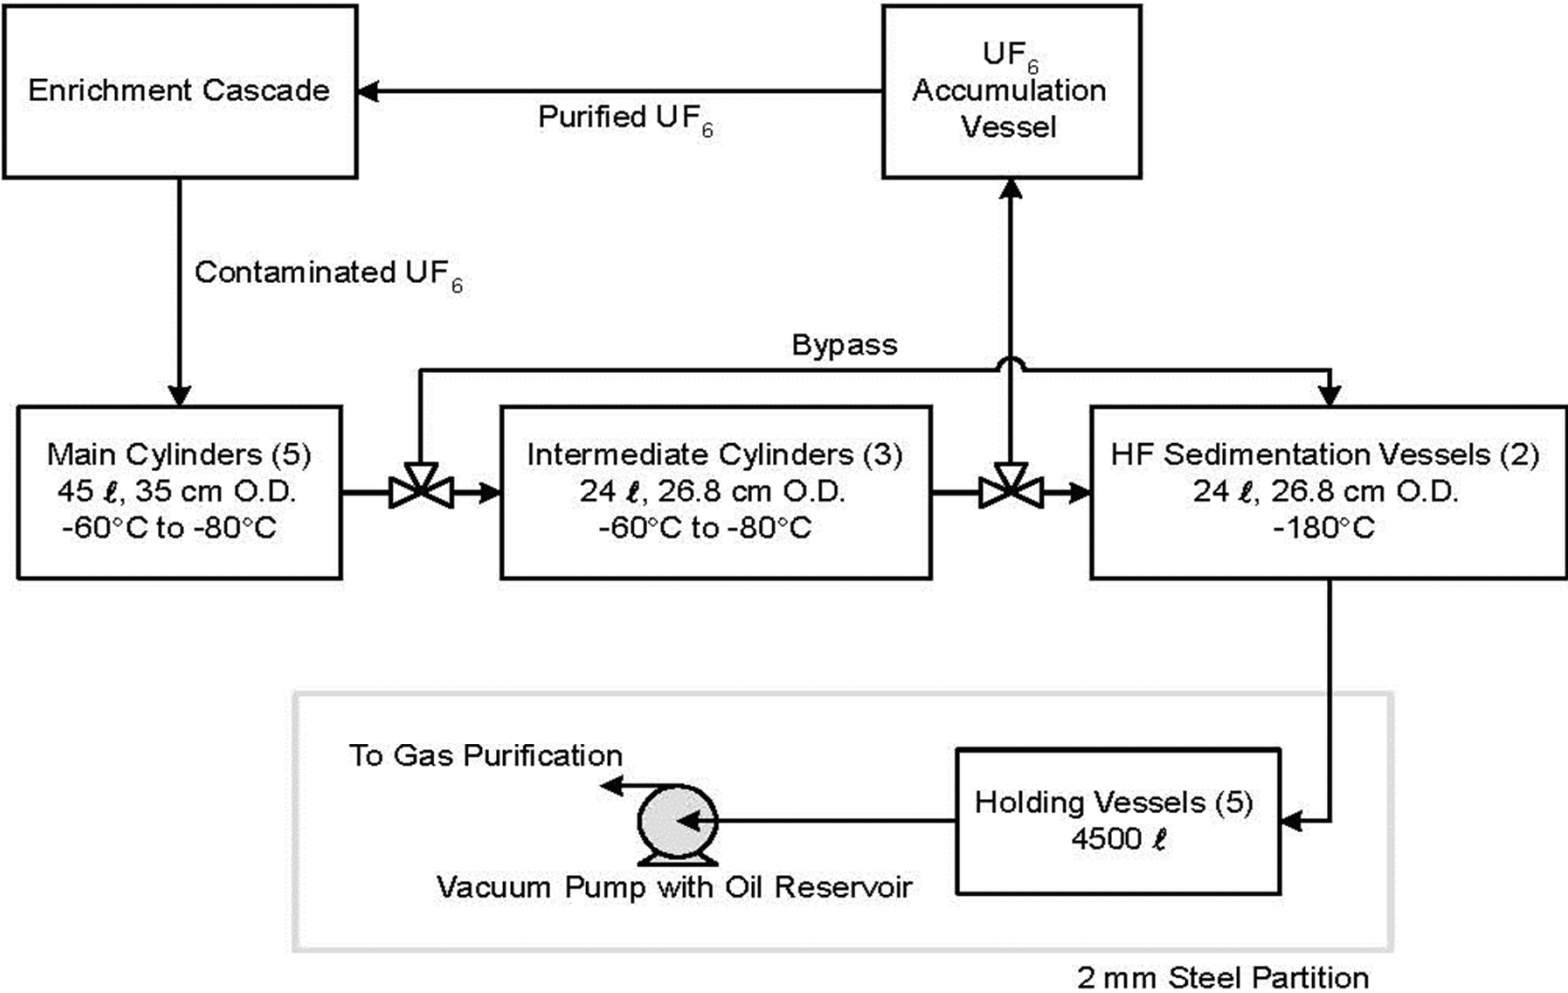 Enrichment Cascade
UF6
Accumulation
Vessel
Purified UF6
Contaminated UF6
Bypass
Main Cylinders (5)
45 ℓ, 35 cm O.D.
-60°C to -80°C
Intermediate Cylinders (3)
24 ℓ, 26.8 cm O.D.
-60°C to -80°C
HF Sedimentation Vessels (2)
24 ℓ, 26.8 cm O.D.
-180°C
To Gas Purification
Holding Vessels (5)
4500 ℓ
Vacuum Pump with Oil Reservoir
2 mm Steel Partition